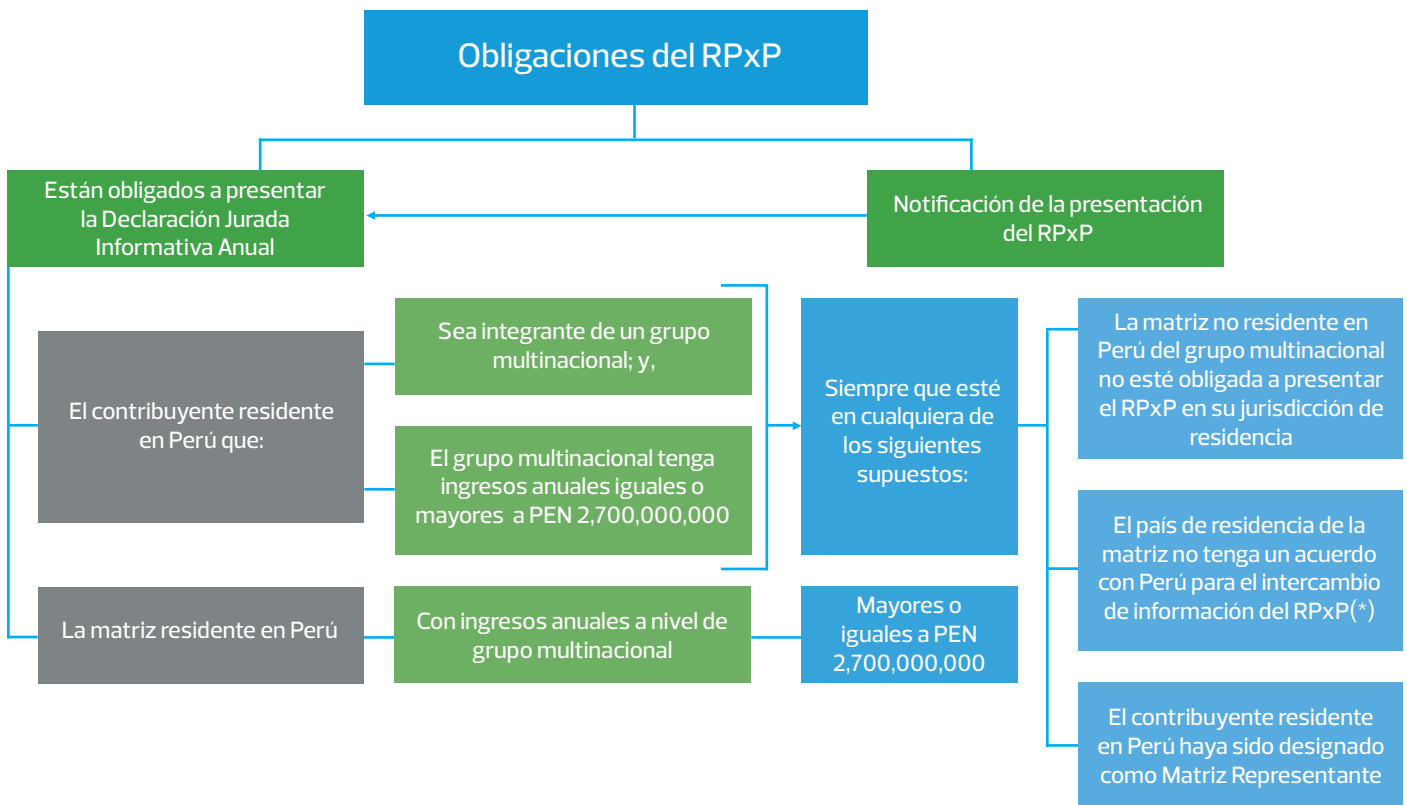 Obligaciones del RPxP
Están obligados a presentar
la Declaración Jurada
Informativa Anual
Notificación de la presentación
del RPxP
El contribuyente residente
en Perú que:
Sea integrante de un grupo
multinacional; y,
El grupo multinacional tenga
ingresos anuales iguales o
mayores a PEN 2,700,000,000
Siempre que esté
en cualquiera de
los siguientes
supuestos:
La matriz no residente en
Perú del grupo multinacional
no esté obligada a presentar
el RPxP en su jurisdicción de
residencia
El país de residencia de la
matriz no tenga un acuerdo
con Perú para el intercambio
de información del RPxP(*)
El contribuyente residente
en Perú haya sido designado
como Matriz Representante
La matriz residente en Perú
Con ingresos anuales a nivel de
grupo multinacional
Mayores o
iguales a PEN
2,700,000,000